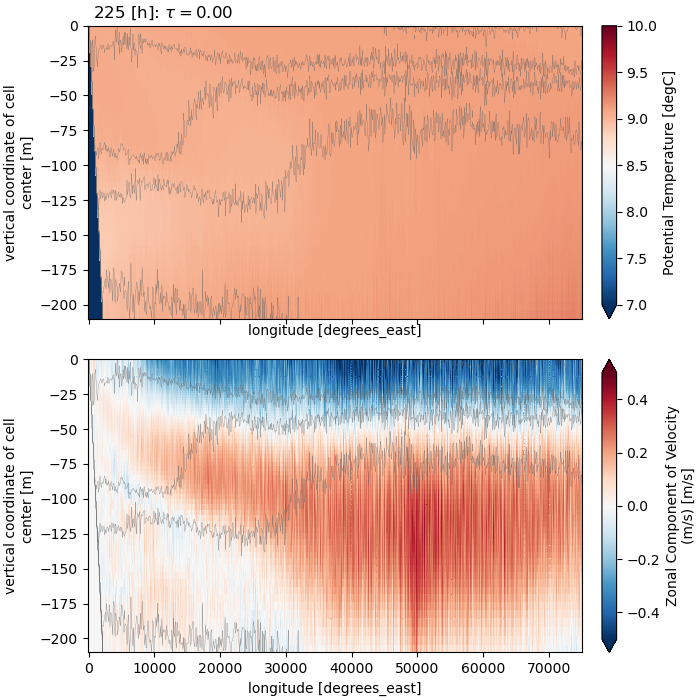 225 [h]: τ = 0.00
0
−25
−50
−75
−100
−125
−150
−175
−200
vertical coordinate of cell
center [m]
longitude [degrees_east]
10.0
9.5
9.0
8.5
8.0
7.5
7.0
Potential Temperature [degC]
0
−25
−50
−75
−100
−125
−150
−175
−200
vertical coordinate of cell
center [m]
0 10000 20000 30000 40000 50000 60000 70000
longitude [degrees_east]
0.4
0.2
0.0
−0.2
−0.4
Zonal Component of Velocity
(m/s) [m/s]